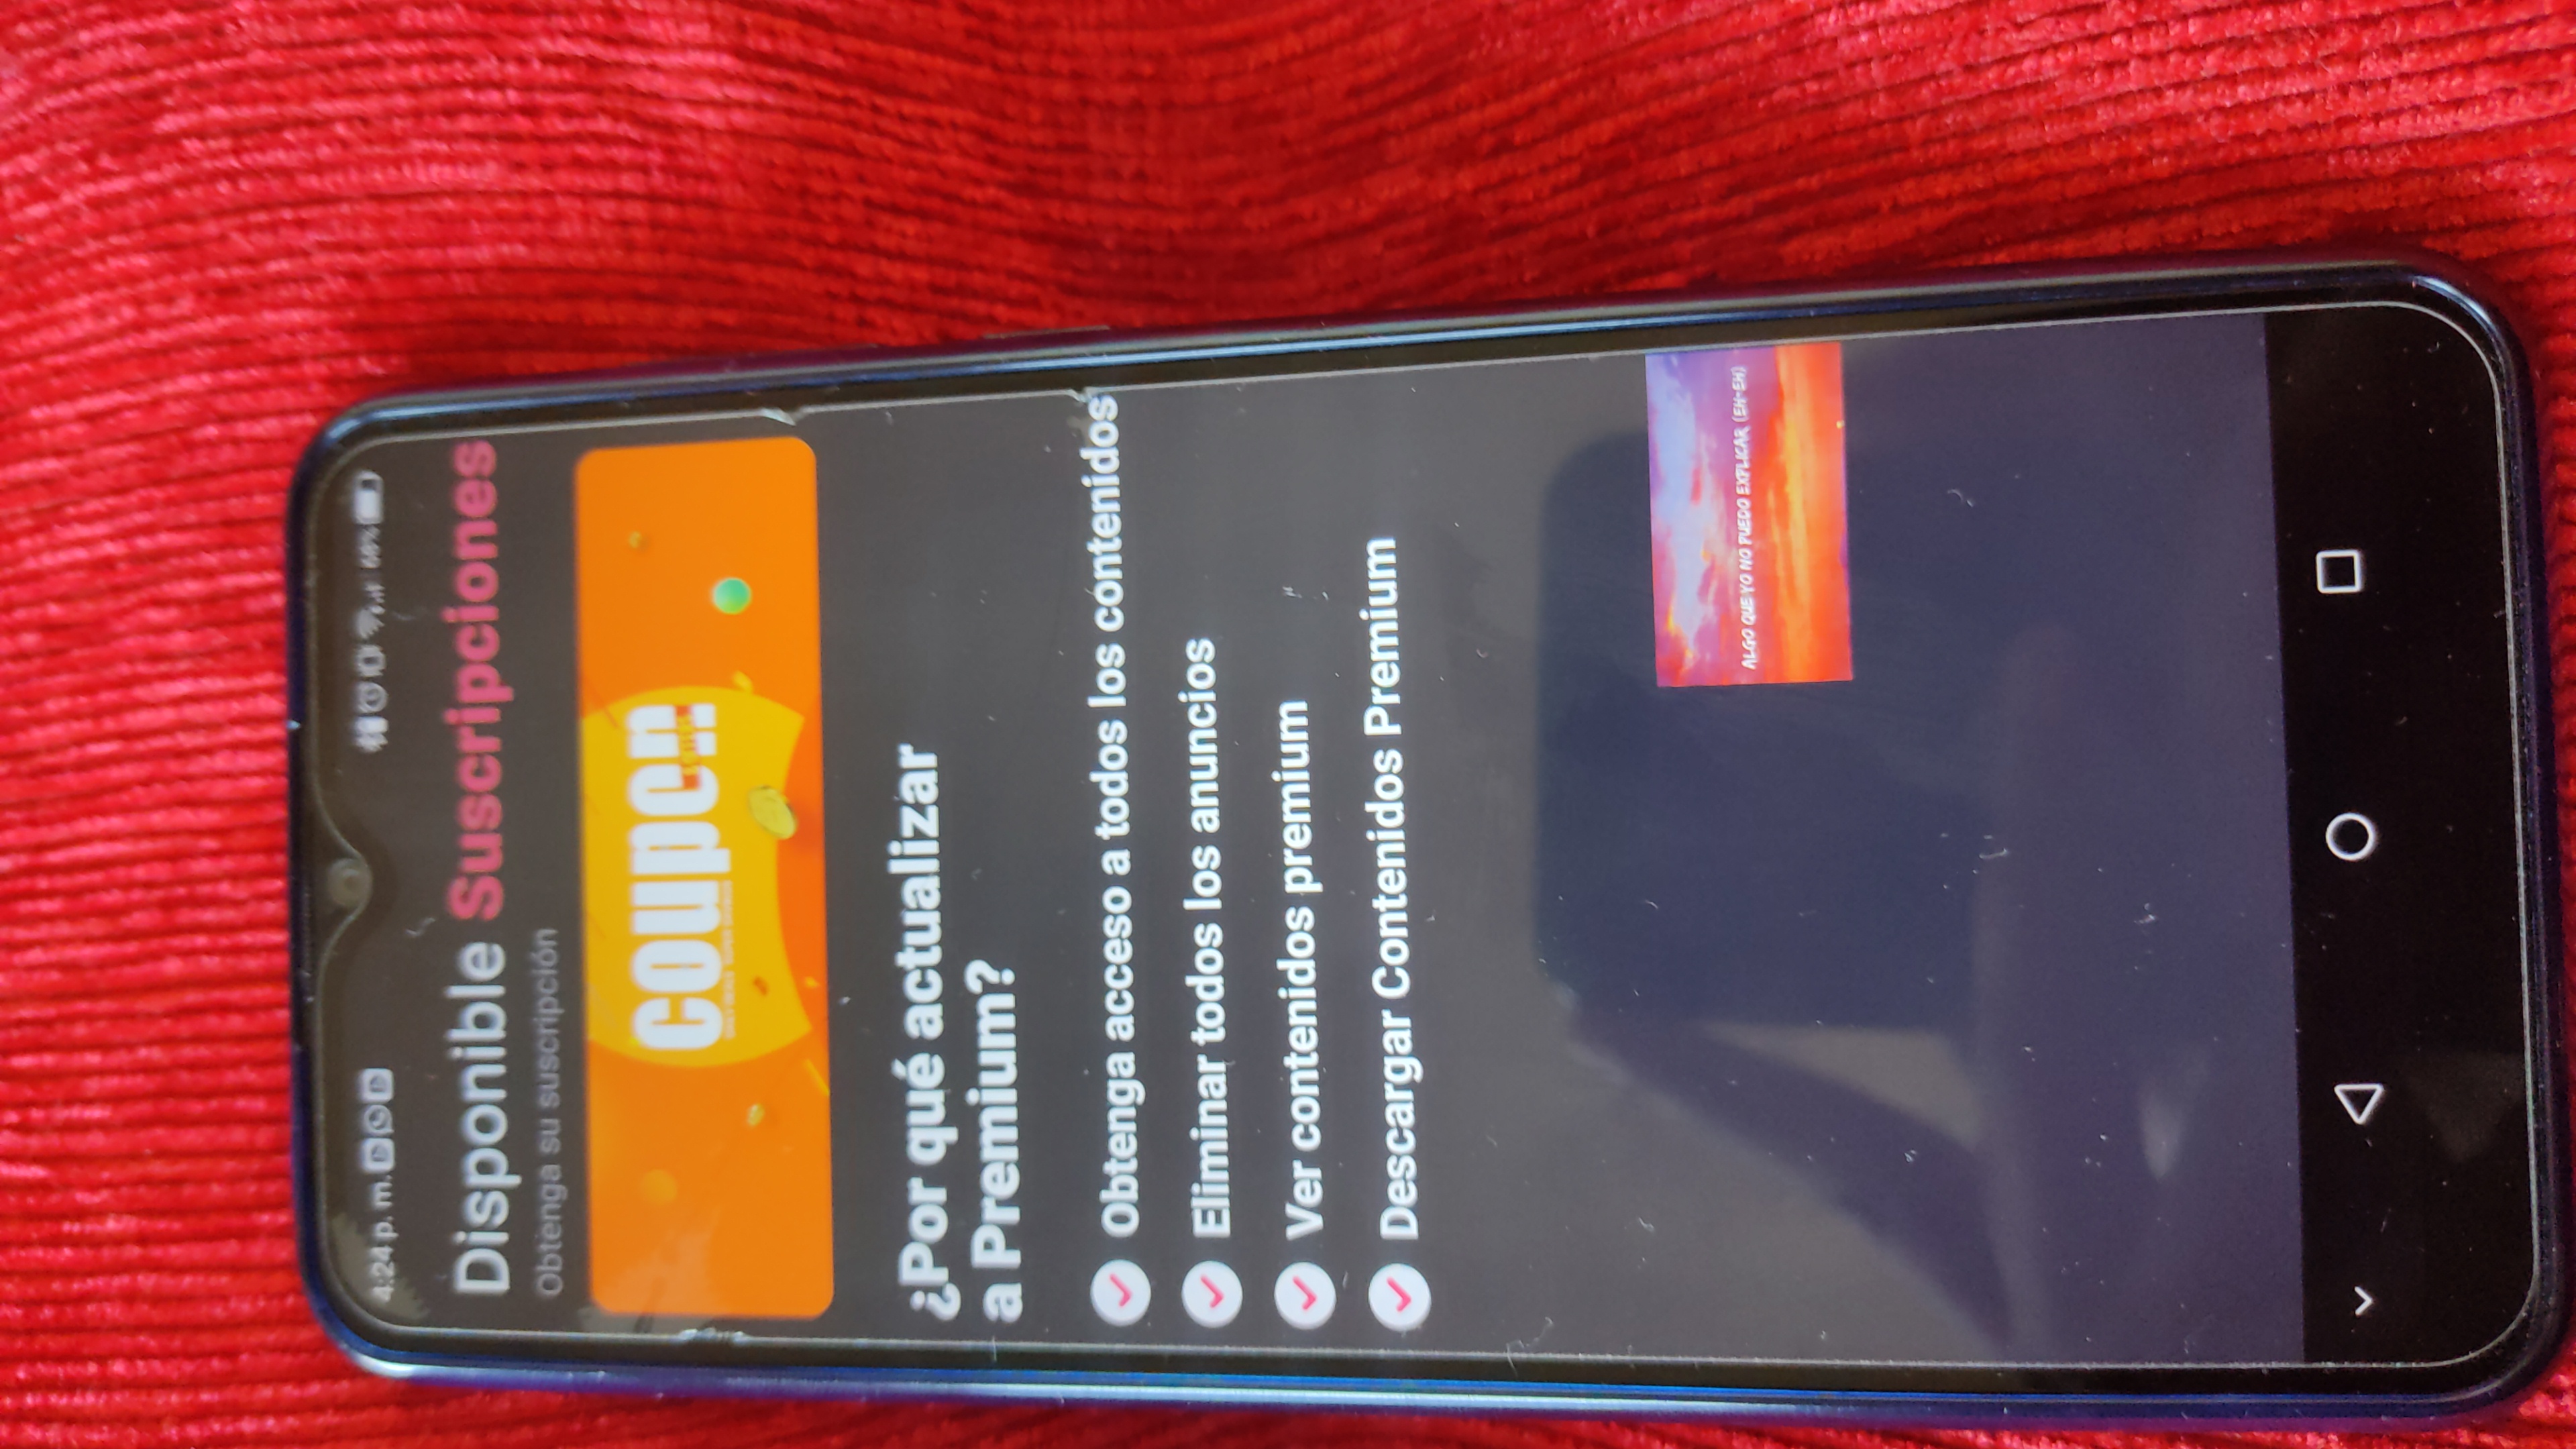 4:24 p. m.
68%
Disponible Suscripciones
Obtenga su suscripción
coupon
¿Por qué actualizar
a Premium?
Obtenga acceso a todos los contenidos
Eliminar todos los anuncios
Ver contenidos premium
Descargar Contenidos Premium
ALGO QUE YO NO PUEDO EXPLICAR (EH-EH)